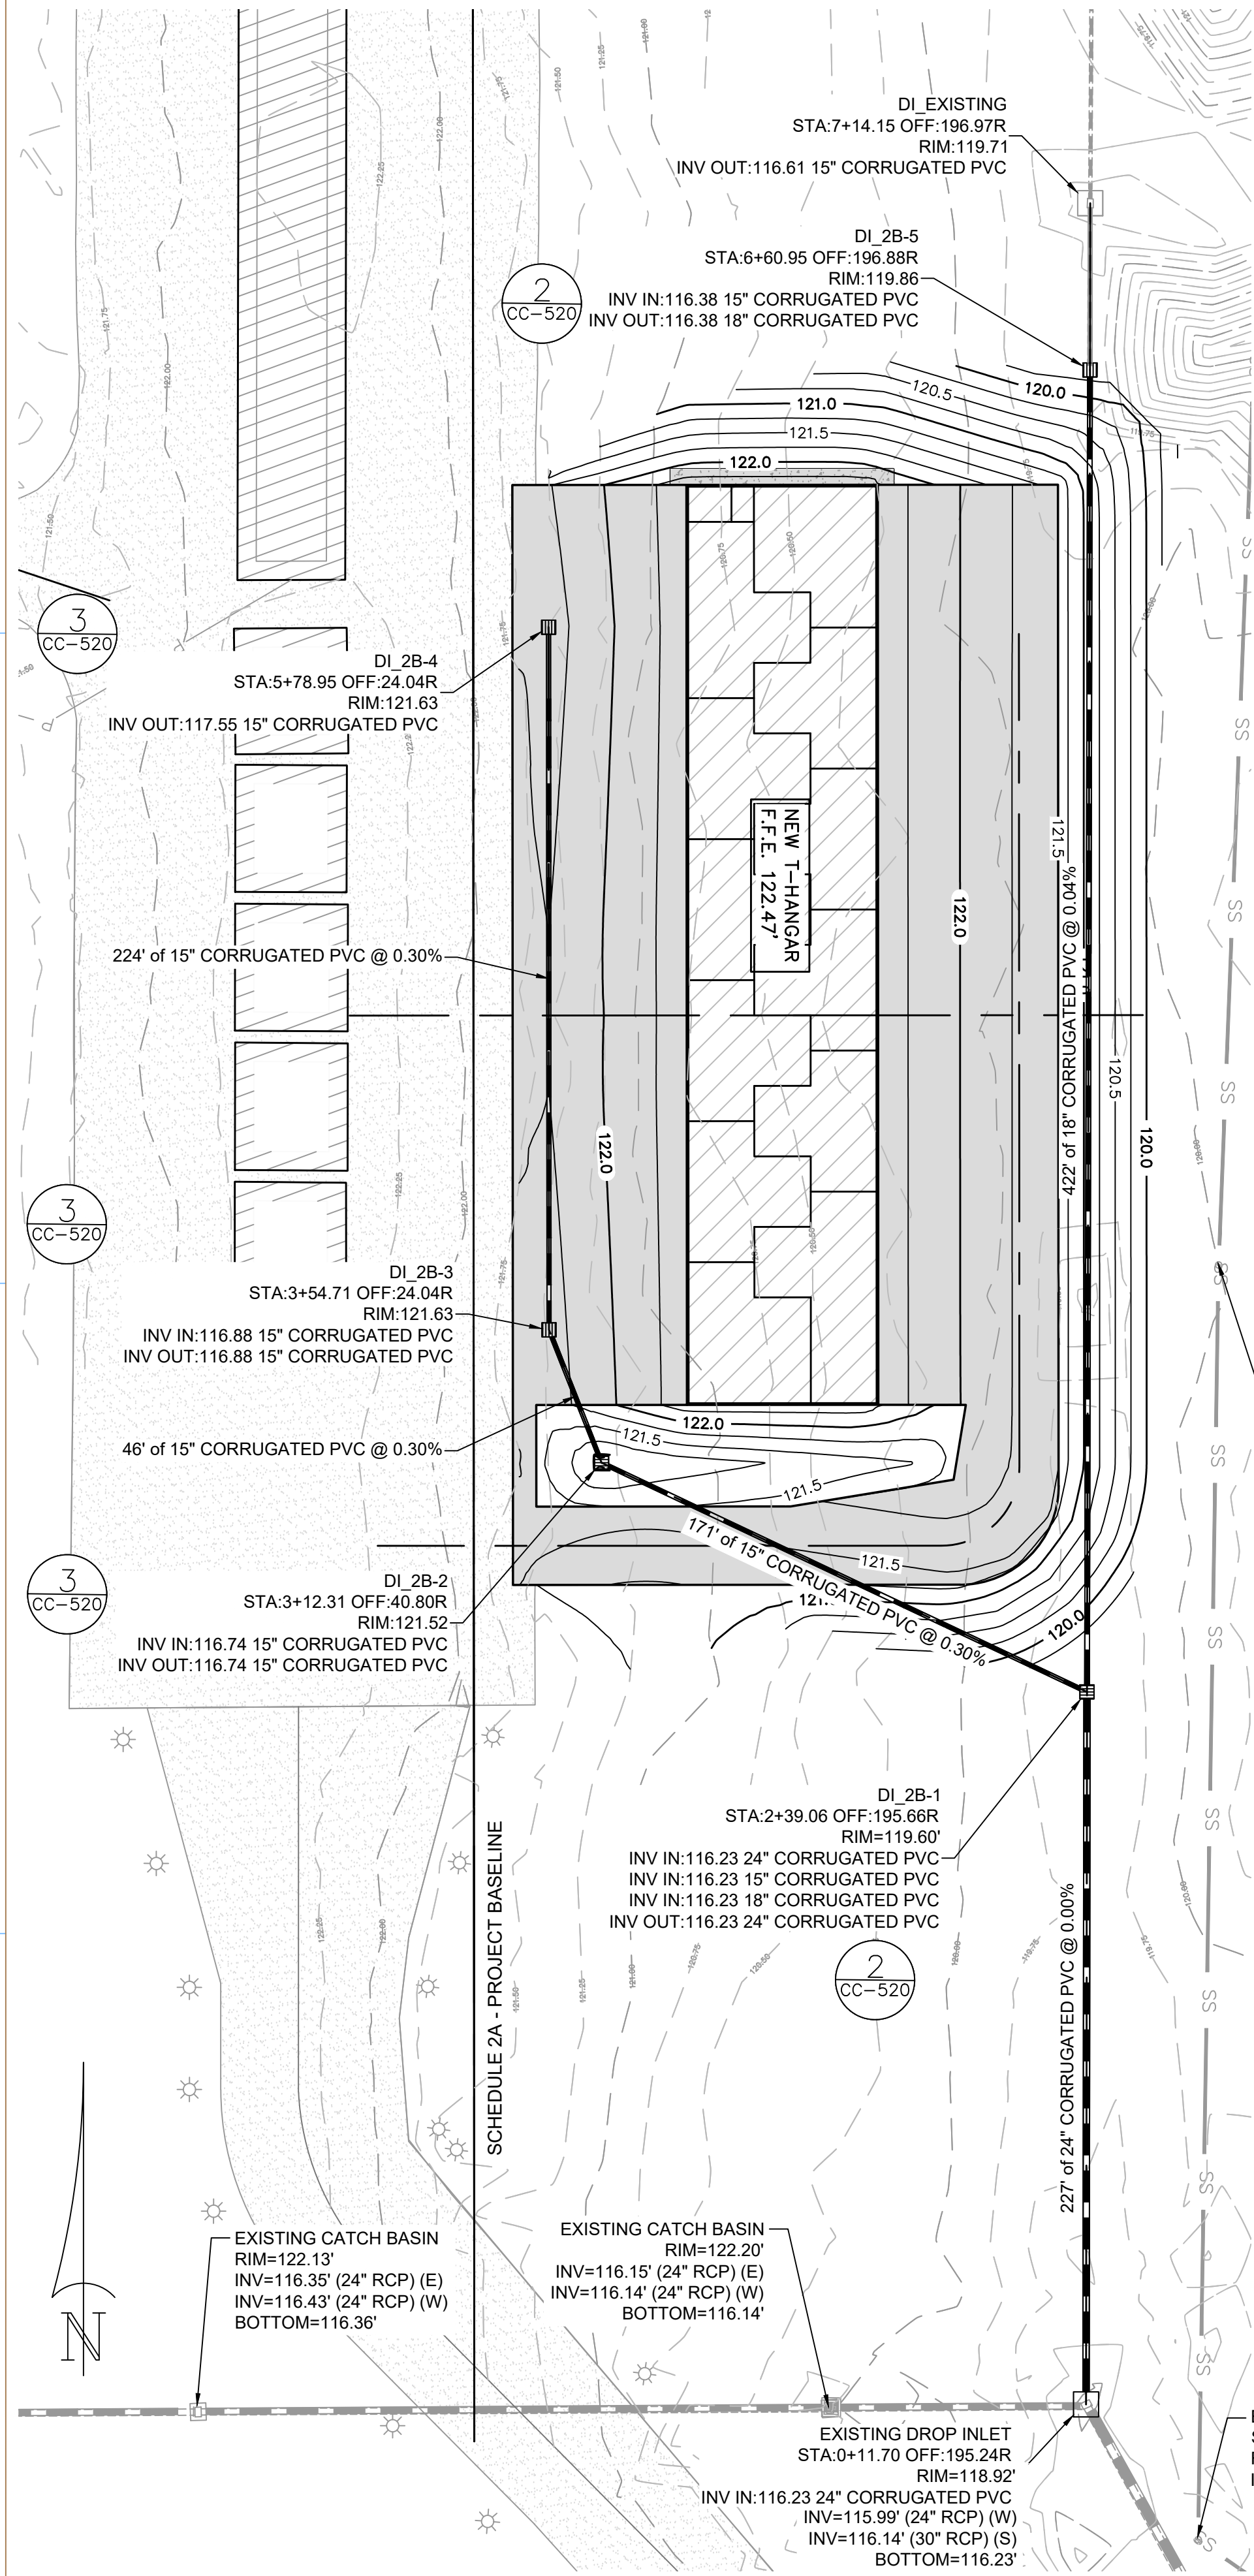 DI_EXISTING
STA:7+14.15 OFF:196.97R
RIM:119.71
INV OUT:116.61 15" CORRUGATED PVC
DI_2B-5
STA:6+60.95 OFF:196.88R
RIM:119.86
INV IN:116.38 15" CORRUGATED PVC
INV OUT:116.38 18" CORRUGATED PVC
2
CC-520
120.5
120.0
121.0
121.5
122.0
3
CC-520
DI_2B-4
STA:5+78.95 OFF:24.04R
RIM:121.63
INV OUT:117.55 15" CORRUGATED PVC
NEW T-HANGAR
F.F.E. 122.47'
121.5
122.0
422' of 18" CORRUGATED PVC @ 0.04%
224' of 15" CORRUGATED PVC @ 0.30%
120.5
122.0
120.0
3
CC-520
DI_2B-3
STA:3+54.71 OFF:24.04R
RIM:121.63
INV IN:116.88 15" CORRUGATED PVC
INV OUT:116.88 15" CORRUGATED PVC
122.0
121.5
46' of 15" CORRUGATED PVC @ 0.30%
121.5
171' of 15" CORRUGATED PVC @ 0.30%
121.5
3
CC-520
DI_2B-2
STA:3+12.31 OFF:40.80R
RIM:121.52
INV IN:116.74 15" CORRUGATED PVC
INV OUT:116.74 15" CORRUGATED PVC
120.0
DI_2B-1
STA:2+39.06 OFF:195.66R
RIM=119.60'
INV IN:116.23 24" CORRUGATED PVC
INV IN:116.23 15" CORRUGATED PVC
INV IN:116.23 18" CORRUGATED PVC
INV OUT:116.23 24" CORRUGATED PVC
2
CC-520
SCHEDULE 2A - PROJECT BASELINE
227' of 24" CORRUGATED PVC @ 0.00%
EXISTING CATCH BASIN
RIM=122.13'
INV=116.35' (24" RCP) (E)
INV=116.43' (24" RCP) (W)
BOTTOM=116.36'
EXISTING CATCH BASIN
RIM=122.20'
INV=116.15' (24" RCP) (E)
INV=116.14' (24" RCP) (W)
BOTTOM=116.14'
N
EXISTING DROP INLET
STA:0+11.70 OFF:195.24R
RIM=118.92'
INV IN:116.23 24" CORRUGATED PVC
INV=115.99' (24" RCP) (W)
INV=116.14' (30" RCP) (S)
BOTTOM=116.23'